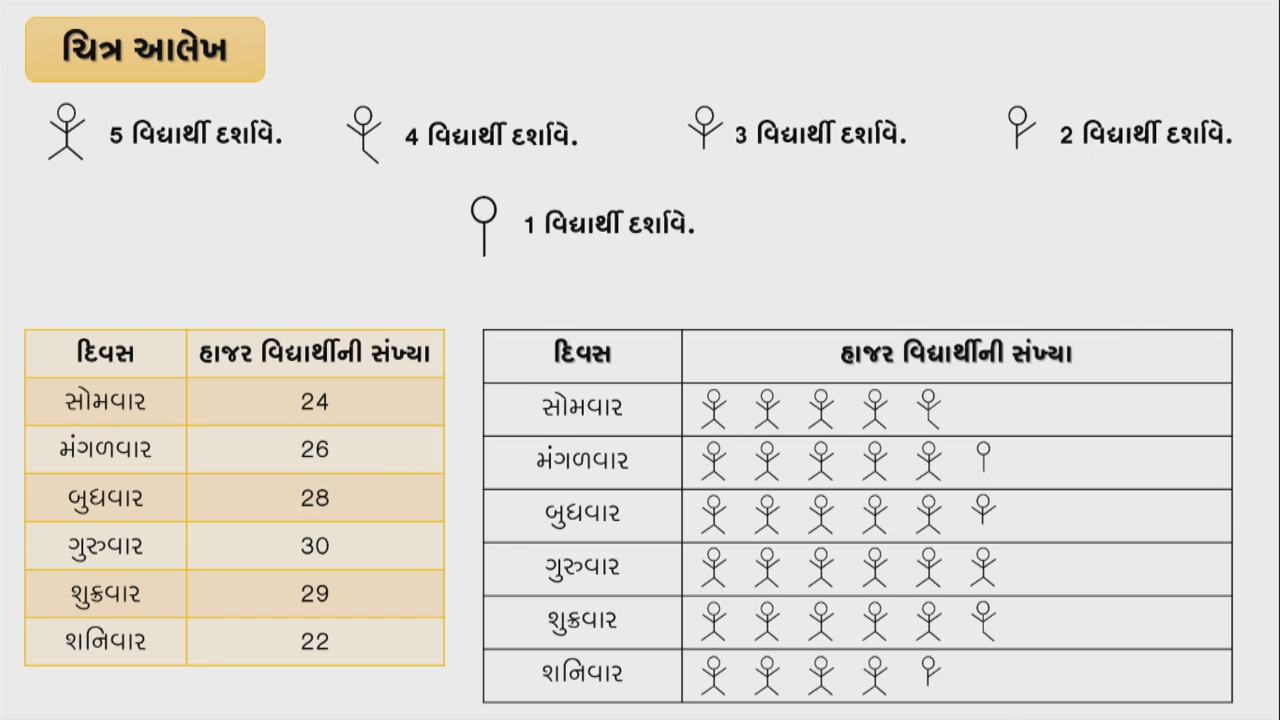 ચિત્ર આલેખ
5 વિદ્યાર્થી દર્શાવે.
4 વિદ્યાર્થી દર્શાવે.
3 વિદ્યાર્થી દર્શાવે.
2 વિદ્યાર્થી દર્શાવે.
1 વિદ્યાર્થી દર્શાવે.
દિવસ હાજર વિદ્યાર્થીની સંખ્યા
સોમવાર 24
મંગળવાર 26
બુધવાર 28
ગુરુવાર 30
શુક્રવાર 29
શનિવાર 22
દિવસ હાજર વિદ્યાર્થીની સંખ્યા
સોમવાર
મંગળવાર
બુધવાર
ગુરુવાર
શુક્રવાર
શનિવાર